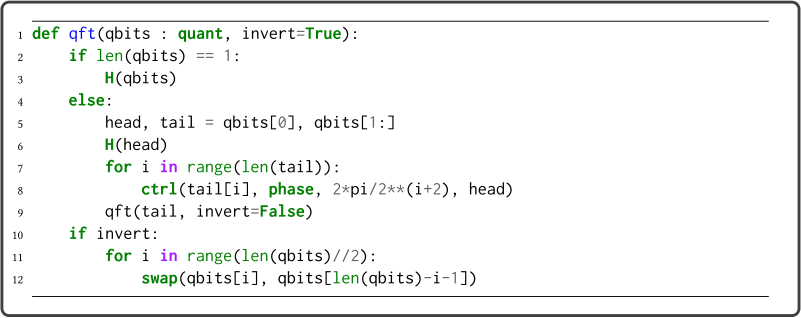 1 def qft(qbits : quant, invert=True):
2     if len(qbits) == 1:
3         H(qbits)
4     else:
5         head, tail = qbits[0], qbits[1:]
6         H(head)
7         for i in range(len(tail)):
8             ctrl(tail[i], phase, 2*pi/2**(i+2), head)
9         qft(tail, invert=False)
10     if invert:
11         for i in range(len(qbits)//2):
12             swap(qbits[i], qbits[len(qbits)-i-1])